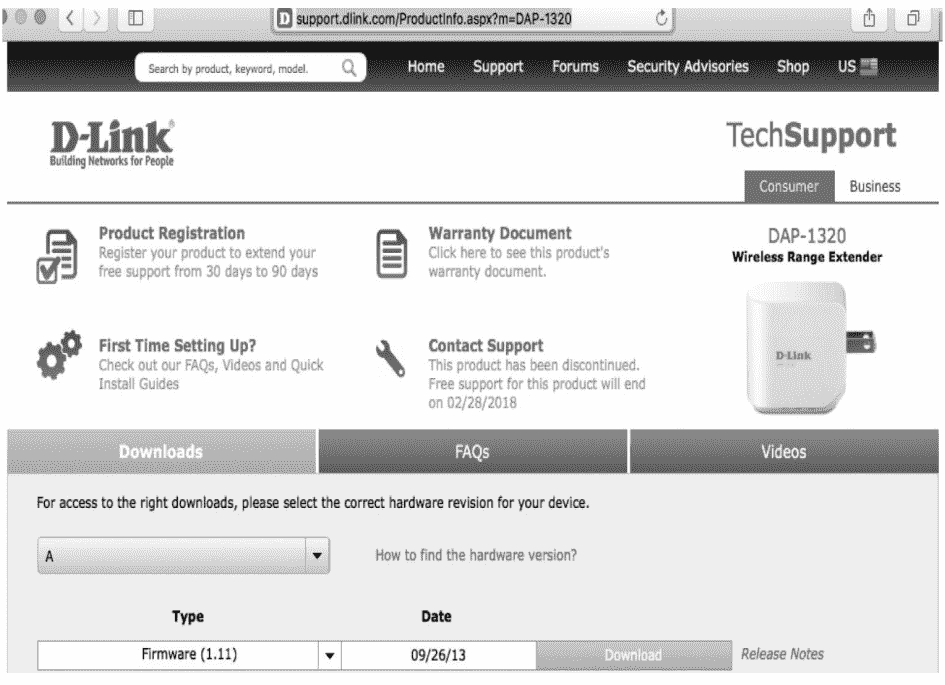 support.dlink.com/ProductInfo.aspx?m=DAP-1320
Search by product, keyword, model.
Home Support Forums Security Advisories Shop US
D-Link
Building Networks for People
TechSupport
Consumer Business
Product Registration
Register your product to extend your
free support from 30 days to 90 days
Warranty Document
Click here to see this product's
warranty document.
DAP-1320
Wireless Range Extender
D-Link
First Time Setting Up?
Check out our FAQs, Videos and Quick
Install Guides
Contact Support
This product has been discontinued.
Free support for this product will end
on 02/28/2018
Downloads FAQs Videos
For access to the right downloads, please select the correct hardware revision for your device.
A How to find the hardware version?
Type Date
Firmware (1.11) 09/26/13 Download Release Notes